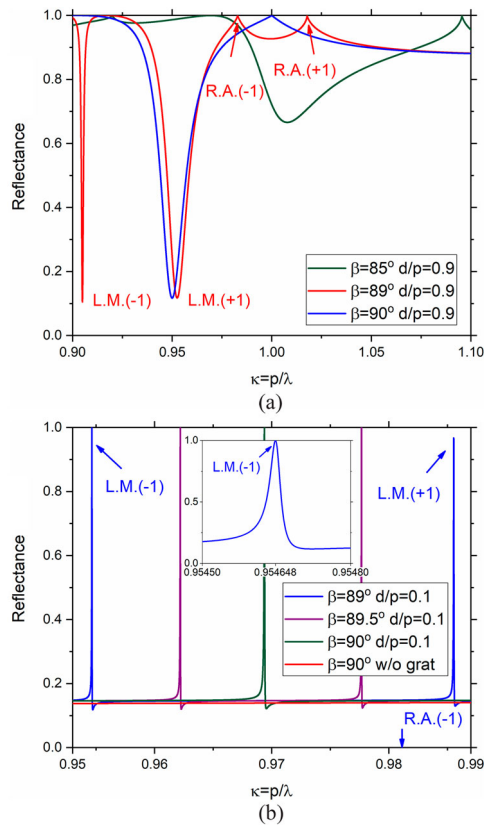 1.0
0.8
0.6
0.4
0.2
0.0
Reflectance
R.A.(-1)
R.A.(+1)
L.M.(-1)
L.M.(+1)
β=85° d/p=0.9
β=89° d/p=0.9
β=90° d/p=0.9
0.90 0.95 1.00 1.05 1.10
κ=p/λ
(a)
1.0
0.8
0.6
0.4
0.2
0.0
Reflectance
L.M.(-1)
1.0
0.5
0.0
L.M.(-1)
0.95450 0.954648 0.95480
L.M.(+1)
β=89° d/p=0.1
β=89.5° d/p=0.1
β=90° d/p=0.1
β=90° w/o grat
R.A.(-1)
0.95 0.96 0.97 0.98 0.99
κ=p/λ
(b)